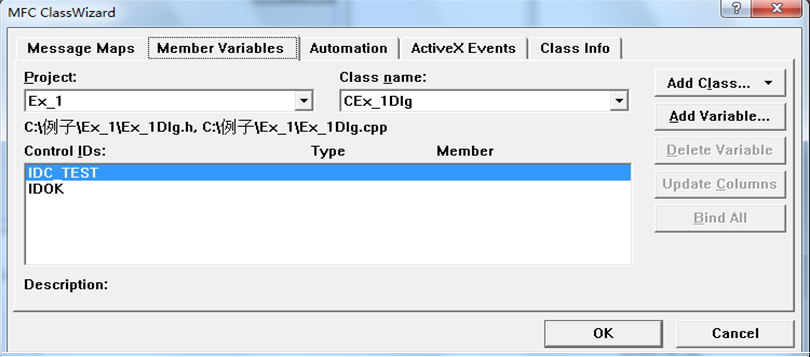 MFC ClassWizard
Message Maps Member Variables Automation ActiveX Events Class Info
Project: Class name:
Ex_1 CEx_1Dlg Add Class...
C:\例子\Ex_1\Ex_1Dlg.h, C:\例子\Ex_1\Ex_1Dlg.cpp Add Variable...
Control IDs: Type Member Delete Variable
IDC_TEST
IDOK Update Columns
Bind All
Description:
OK Cancel